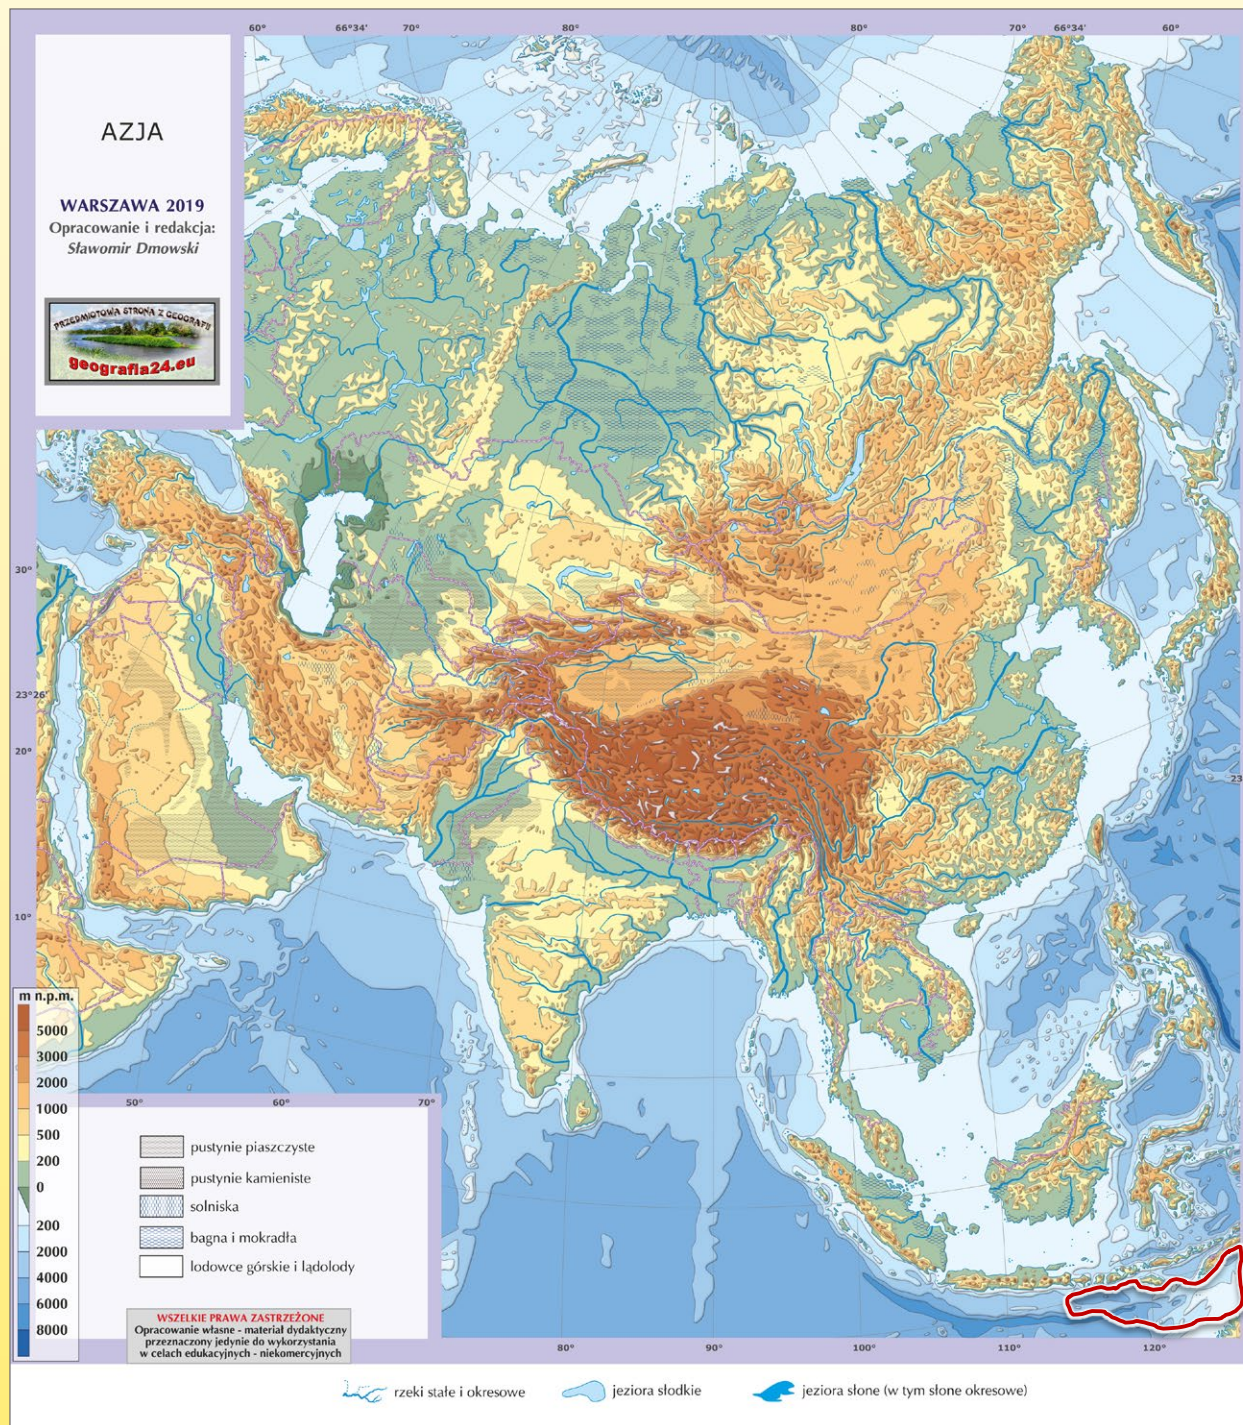 60° 66°34' 70° 80° 80° 70° 66°34' 60°
AZJA
WARSZAWA 2019
Opracowanie i redakcja:
Sławomir Dmowski
PRZEDMIOTOWA STRONA Z GEOGRAFII
geografia24.eu
30°
23°26'
20°
23
10°
m n.p.m.
5000
3000
2000
1000
500
200
0
200
2000
4000
6000
8000
50° 60° 70°
pustynie piaszczyste
pustynie kamieniste
solniska
bagna i mokradła
lodowce górskie i lądolody
WSZELKIE PRAWA ZASTRZEŻONE
Opracowanie własne - materiał dydaktyczny
przeznaczony jedynie do wykorzystania
w celach edukacyjnych - niekomercyjnych
80° 90° 100° 110° 120°
rzeki stałe i okresowe jeziora słodkie jeziora słone (w tym słone okresowe)